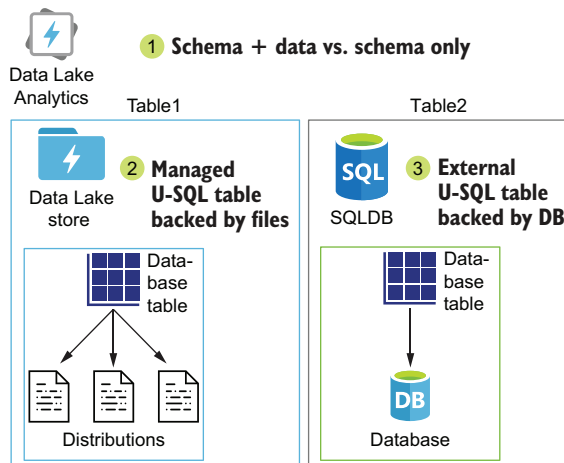 1 Schema + data vs. schema only
Data Lake
Analytics
Table1
Table2
Data Lake
store
2 Managed
U-SQL table
backed by files
SQL
SQLDB
3 External
U-SQL table
backed by DB
Data-
base
table
Distributions
Data-
base
table
DB
Database